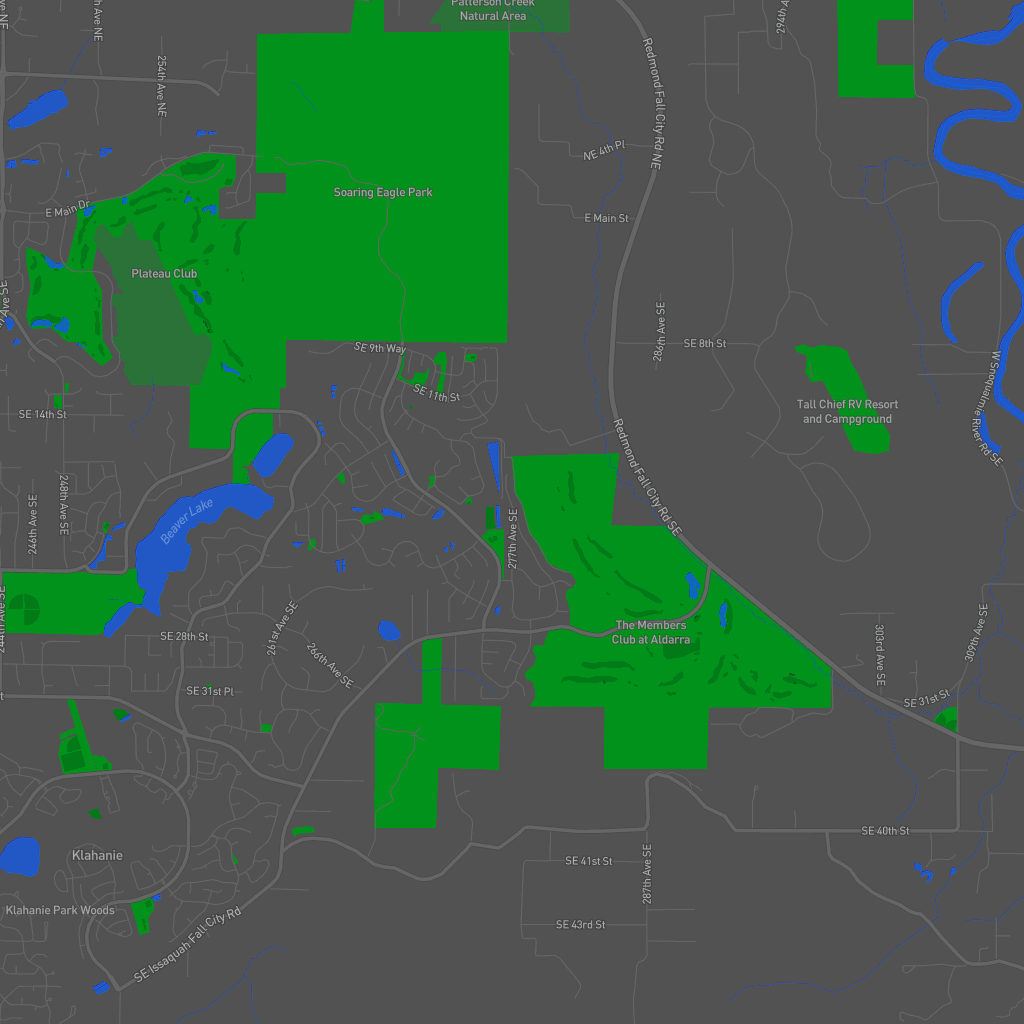 Patterson Creek
Natural Area
254th Ave NE
Redmond Fall City Rd NE
NE 4th Pl
Soaring Eagle Park
E Main Dr
E Main St
Plateau Club
286th Ave SE
SE 8th St
SE 9th Way
W Snoqualmie
River Rd SE
SE 11th St
SE 14th St
Tall Chief RV Resort
and Campground
Redmond Fall City Rd SE
246th Ave SE
248th Ave SE
Beaver Lake
277th Ave SE
244th Ave SE
261st Ave SE
SE 28th St
266th Ave SE
The Members
Club at Aldarra
303rd Ave SE
309th Ave SE
SE 31st Pl
SE 31st St
SE 40th St
Klahanie
SE 41st St
287th Ave SE
Klahanie Park Woods
SE 43rd St
SE Issaquah Fall City Rd